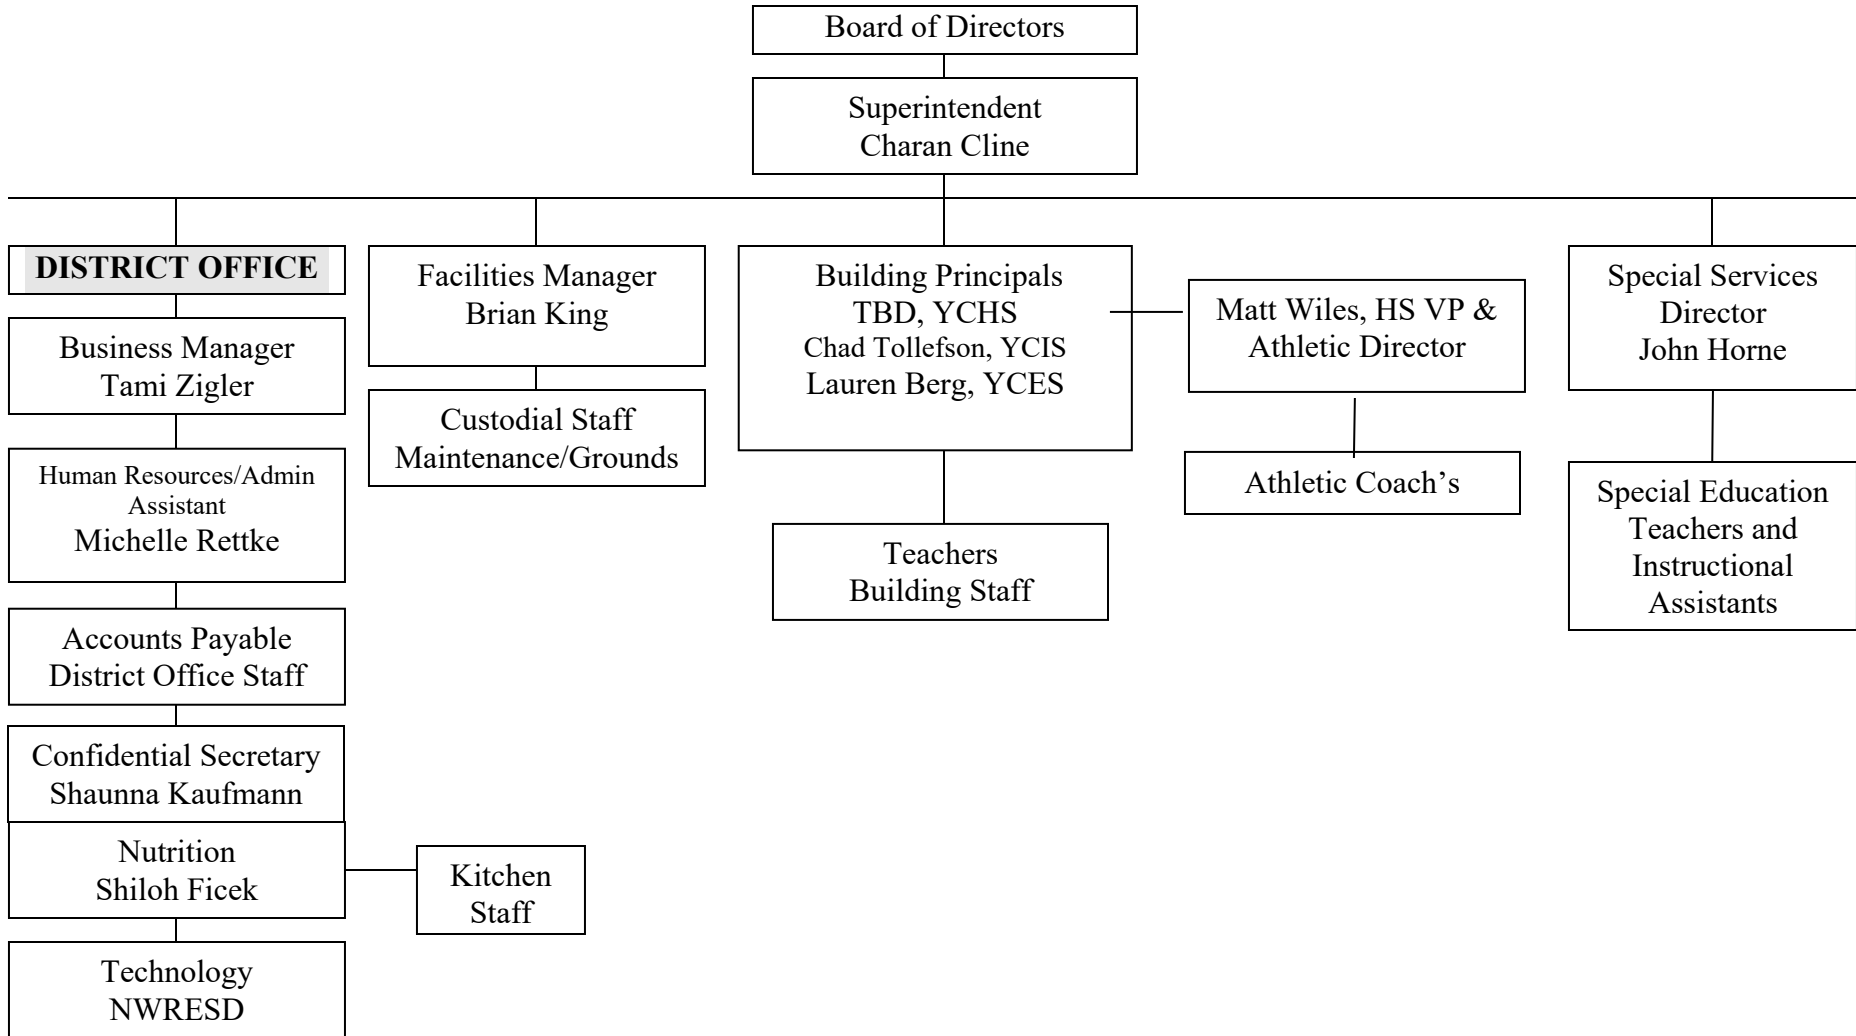 Board of Directors
Superintendent
Charan Cline
DISTRICT OFFICE
Business Manager
Tami Zigler
Human Resources/Admin
Assistant
Michelle Rettke
Accounts Payable
District Office Staff
Confidential Secretary
Shaunna Kaufmann
Nutrition
Shiloh Ficek
Kitchen
Staff
Technology
NWRESD
Facilities Manager
Brian King
Custodial Staff
Maintenance/Grounds
Building Principals
TBD, YCHS
Chad Tollefson, YCIS
Lauren Berg, YCES
Teachers
Building Staff
Matt Wiles, HS VP &
Athletic Director
Athletic Coach’s
Special Services
Director
John Horne
Special Education
Teachers and
Instructional
Assistants